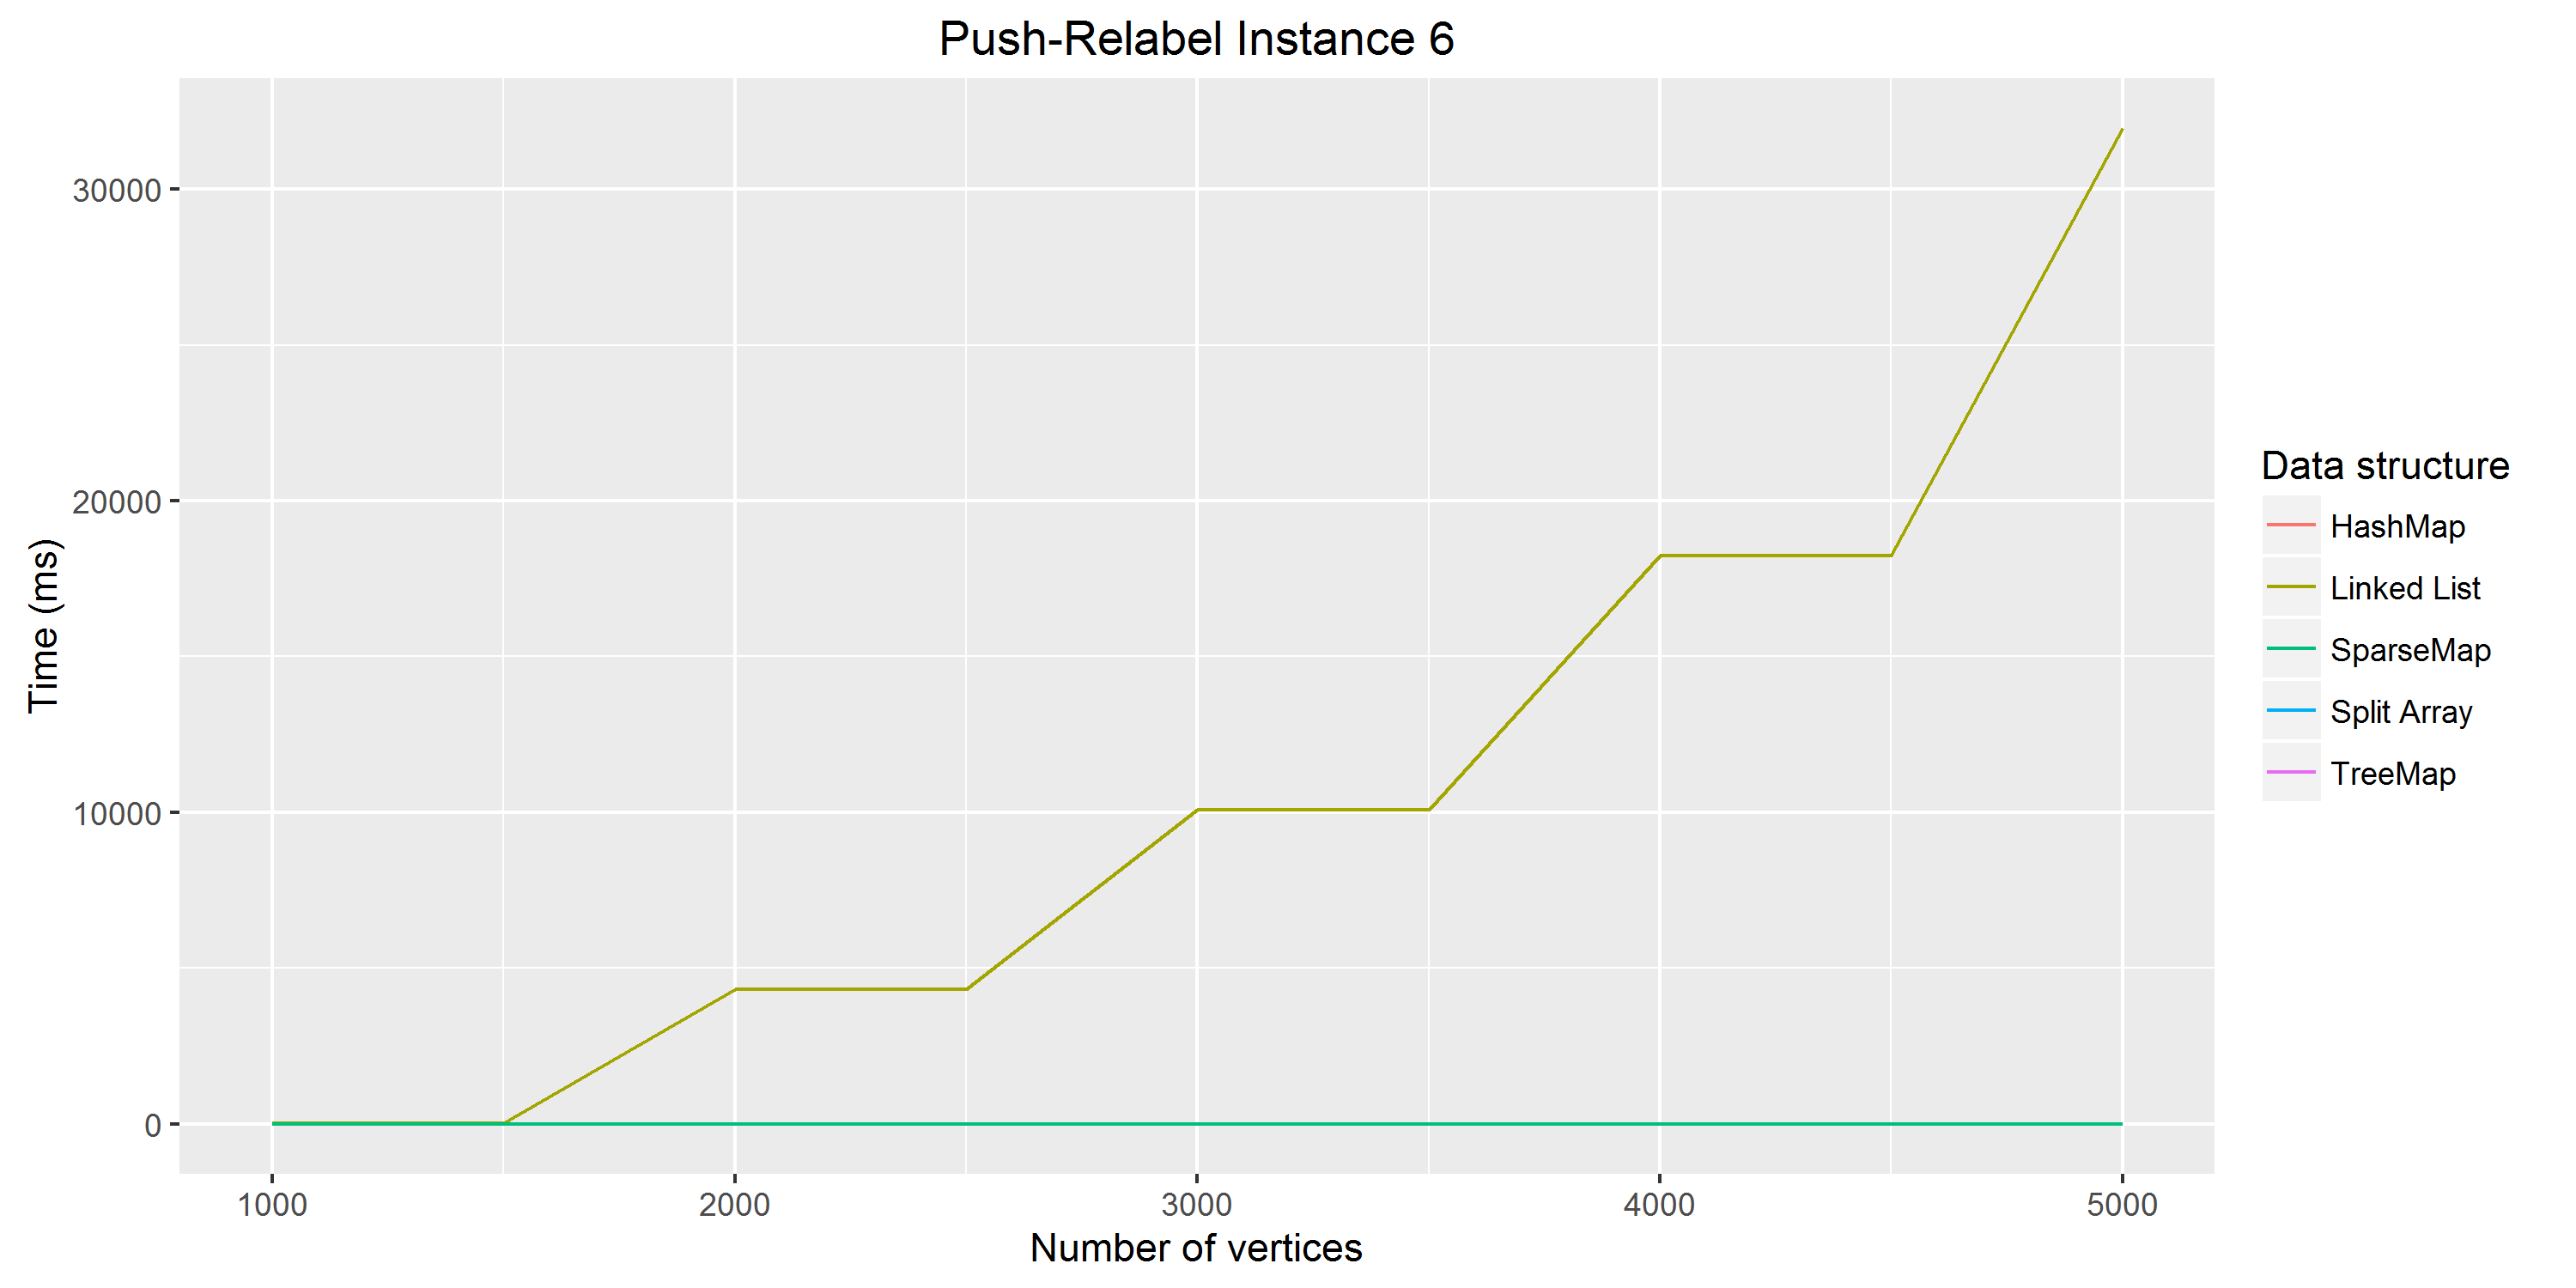 Push-Relabel Instance 6
Time (ms)
30000
20000
10000
0
1000 2000 3000 4000 5000
Number of vertices
Data structure
HashMap
Linked List
SparseMap
Split Array
TreeMap